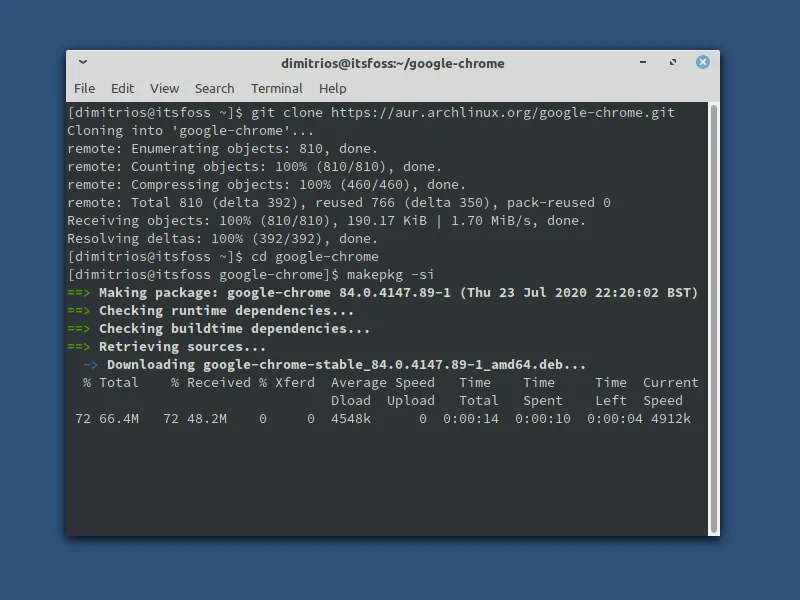 dimitrios@itsfoss:~/google-chrome
File Edit View Search Terminal Help
[dimitrios@itsfoss ~]$ git clone https://aur.archlinux.org/google-chrome.git
Cloning into 'google-chrome'...
remote: Enumerating objects: 810, done.
remote: Counting objects: 100% (810/810), done.
remote: Compressing objects: 100% (460/460), done.
remote: Total 810 (delta 392), reused 766 (delta 350), pack-reused 0
Receiving objects: 100% (810/810), 190.17 KiB | 1.70 MiB/s, done.
Resolving deltas: 100% (392/392), done.
[dimitrios@itsfoss ~]$ cd google-chrome
[dimitrios@itsfoss google-chrome]$ makepkg -si
==> Making package: google-chrome 84.0.4147.89-1 (Thu 23 Jul 2020 22:20:02 BST)
==> Checking runtime dependencies...
==> Checking buildtime dependencies...
==> Retrieving sources...
  -> Downloading google-chrome-stable_84.0.4147.89-1_amd64.deb...
  % Total    % Received % Xferd  Average Speed   Time    Time     Time  Current
                                 Dload  Upload   Total   Spent    Left  Speed
 72 66.4M   72 48.2M    0     0  4548k      0  0:00:14  0:00:10  0:00:04 4912k